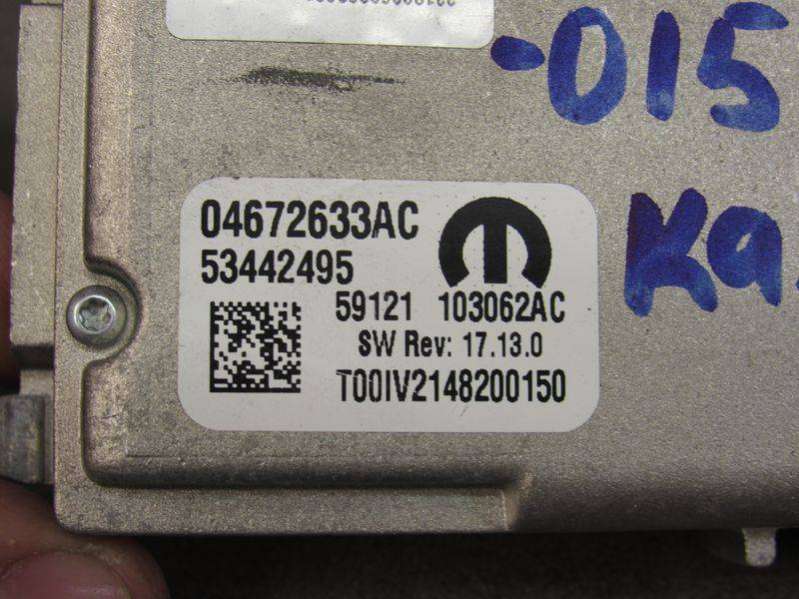 -015
04672633AC
53442495
Ka
59121 103062AC
SW Rev: 17.13.0
T00IV2148200150